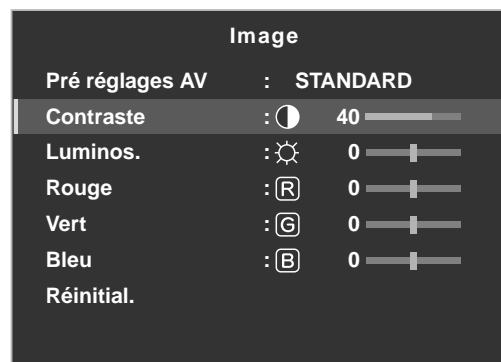 Image
Pré réglages AV : STANDARD
Contraste : 40
Luminos. : 0
Rouge : R 0
Vert : G 0
Bleu : B 0
Réinitial.